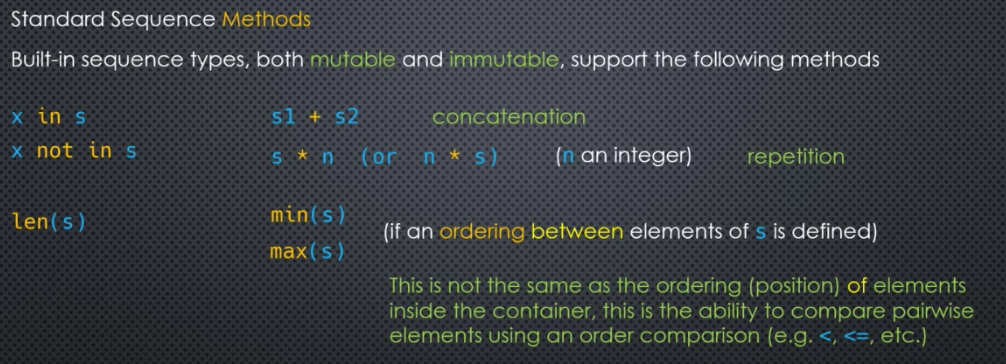 Standard Sequence Methods
Built-in sequence types, both mutable and immutable, support the following methods
x in s
s1 + s2 concatenation
x not in s
s * n (or n * s) (n an integer) repetition
len(s)
min(s)
max(s)
(if an ordering between elements of s is defined)
This is not the same as the ordering (position) of elements
inside the container, this is the ability to compare pairwise
elements using an order comparison (e.g. <, <=, etc.)